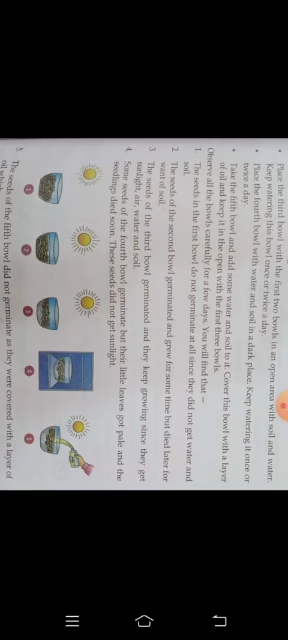 • Place the third bowl with the first two bowls in an open area with soil and water.
Keep watering this bowl once or twice a day.
• Place the fourth bowl with water and soil in a dark place. Keep watering it once or
twice a day.
• Take the fifth bowl and add some water and soil to it. Cover this bowl with a layer
of oil and keep it in the open with the first three bowls.
Observe all the bowls carefully for a few days. You will find that —
1. The seeds in the first bowl do not germinate at all since they did not get water and
soil.
2. The seeds of the second bowl germinated and grew for some time but died later for
want of soil.
3. The seeds of the third bowl germinated and they keep growing since they get
sunlight, air, water and soil.
4. Some seeds of the fourth bowl germinate but their little leaves got pale and the
seedlings died soon. These seeds did not get sunlight.
1 2 3 4 5
5. The seeds of the fifth bowl did not germinate as they were covered with a layer of
oil which